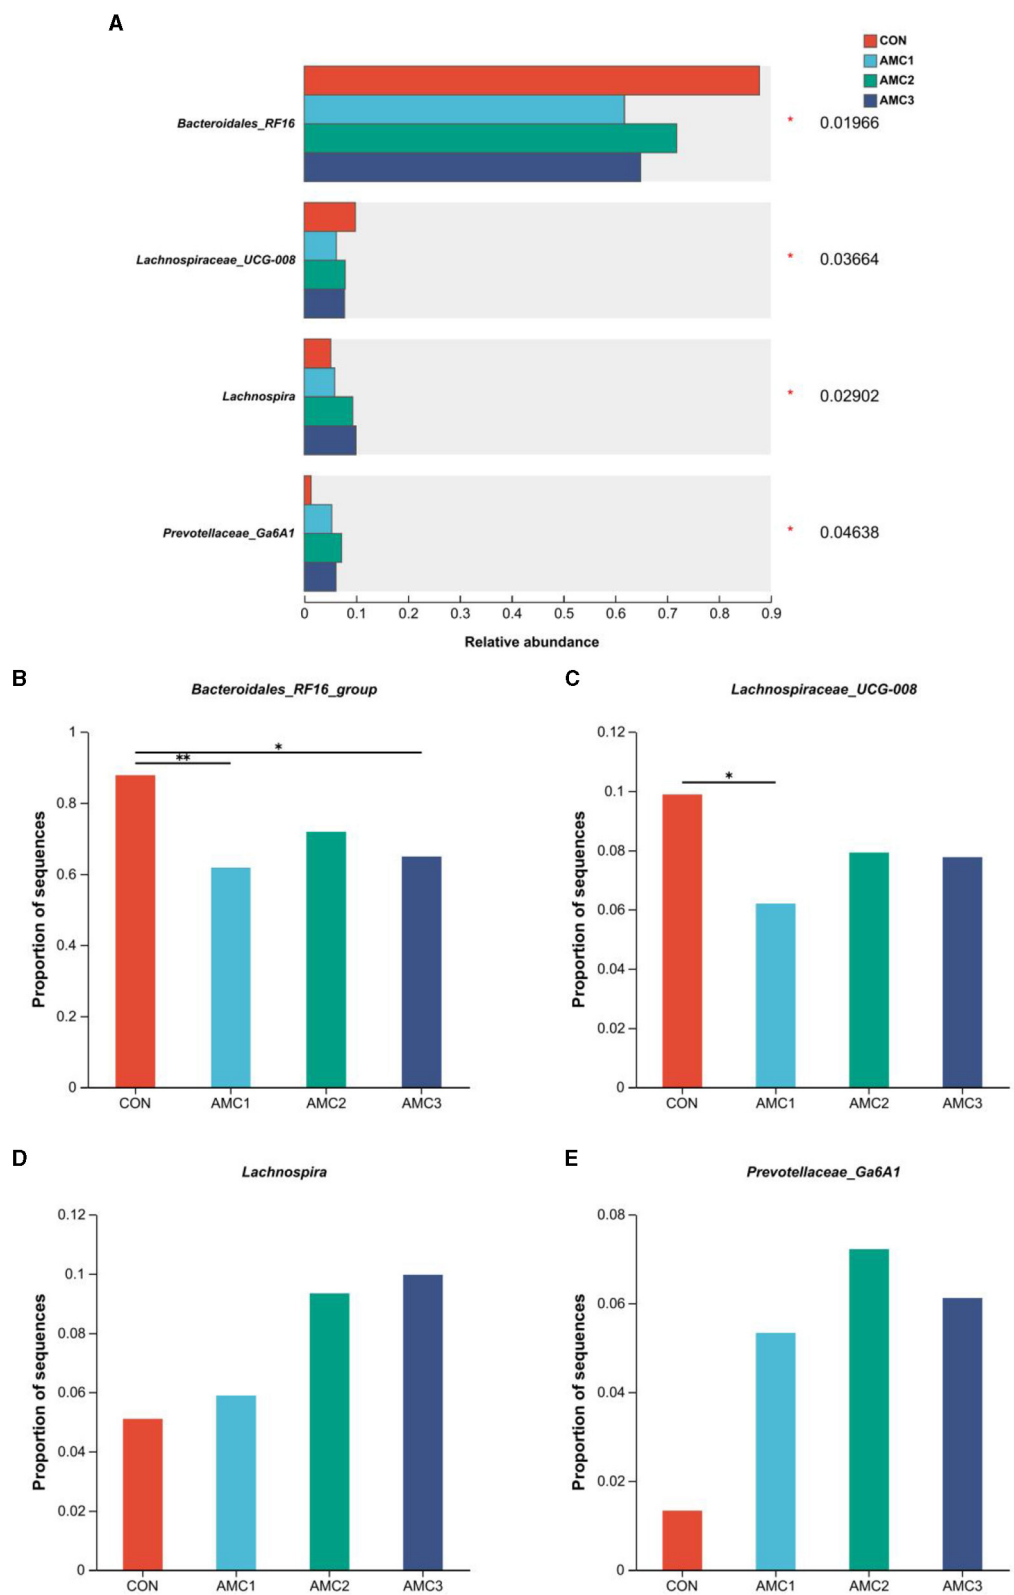 A
CON
AMC1
AMC2
AMC3
Bacteroidales_RF16
* 0.01966
Lachnospiraceae_UCG-008
* 0.03664
Lachnospira
* 0.02902
Prevotellaceae_Ga6A1
* 0.04638
0 0.1 0.2 0.3 0.4 0.5 0.6 0.7 0.8 0.9
Relative abundance
B
Bacteroidales_RF16_group
Proportion of sequences
1
0.8
0.6
0.4
0.2
0
*
**
CON AMC1 AMC2 AMC3
C
Lachnospiraceae_UCG-008
Proportion of sequences
0.12
0.1
0.08
0.06
0.04
0.02
0
*
CON AMC1 AMC2 AMC3
D
Lachnospira
Proportion of sequences
0.12
0.1
0.08
0.06
0.04
0.02
0
CON AMC1 AMC2 AMC3
E
Prevotellaceae_Ga6A1
Proportion of sequences
0.08
0.06
0.04
0.02
0
CON AMC1 AMC2 AMC3